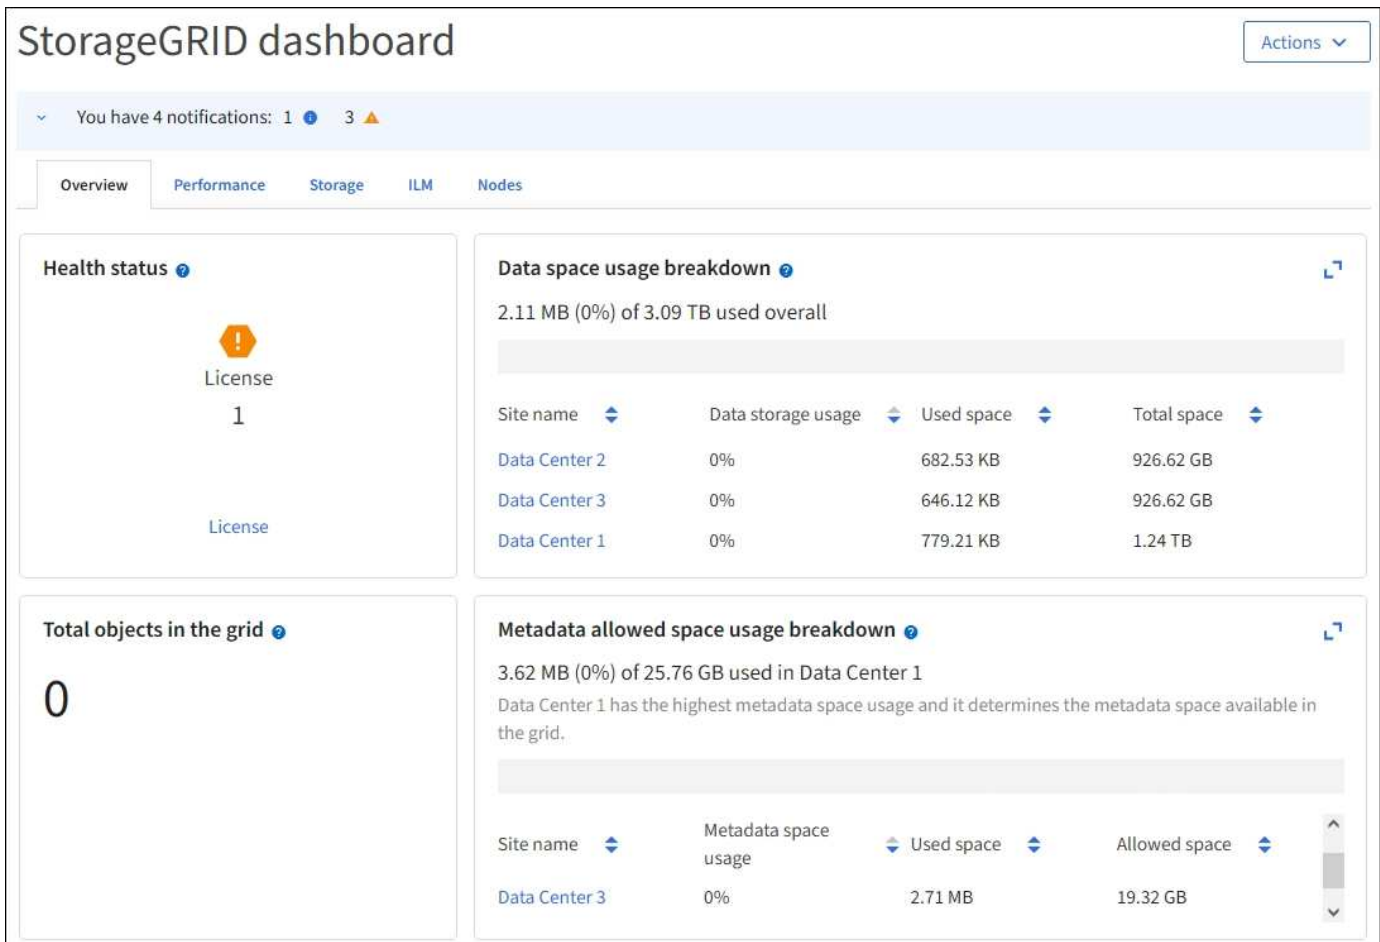 StorageGRID dashboard
Actions
You have 4 notifications: 1 3
Overview Performance Storage ILM Nodes
Health status
License
1
License
Data space usage breakdown
2.11 MB (0%) of 3.09 TB used overall
Site name Data storage usage Used space Total space
Data Center 2 0% 682.53 KB 926.62 GB
Data Center 3 0% 646.12 KB 926.62 GB
Data Center 1 0% 779.21 KB 1.24 TB
Total objects in the grid
0
Metadata allowed space usage breakdown
3.62 MB (0%) of 25.76 GB used in Data Center 1
Data Center 1 has the highest metadata space usage and it determines the metadata space available in
the grid.
Site name Metadata space usage Used space Allowed space
Data Center 3 0% 2.71 MB 19.32 GB